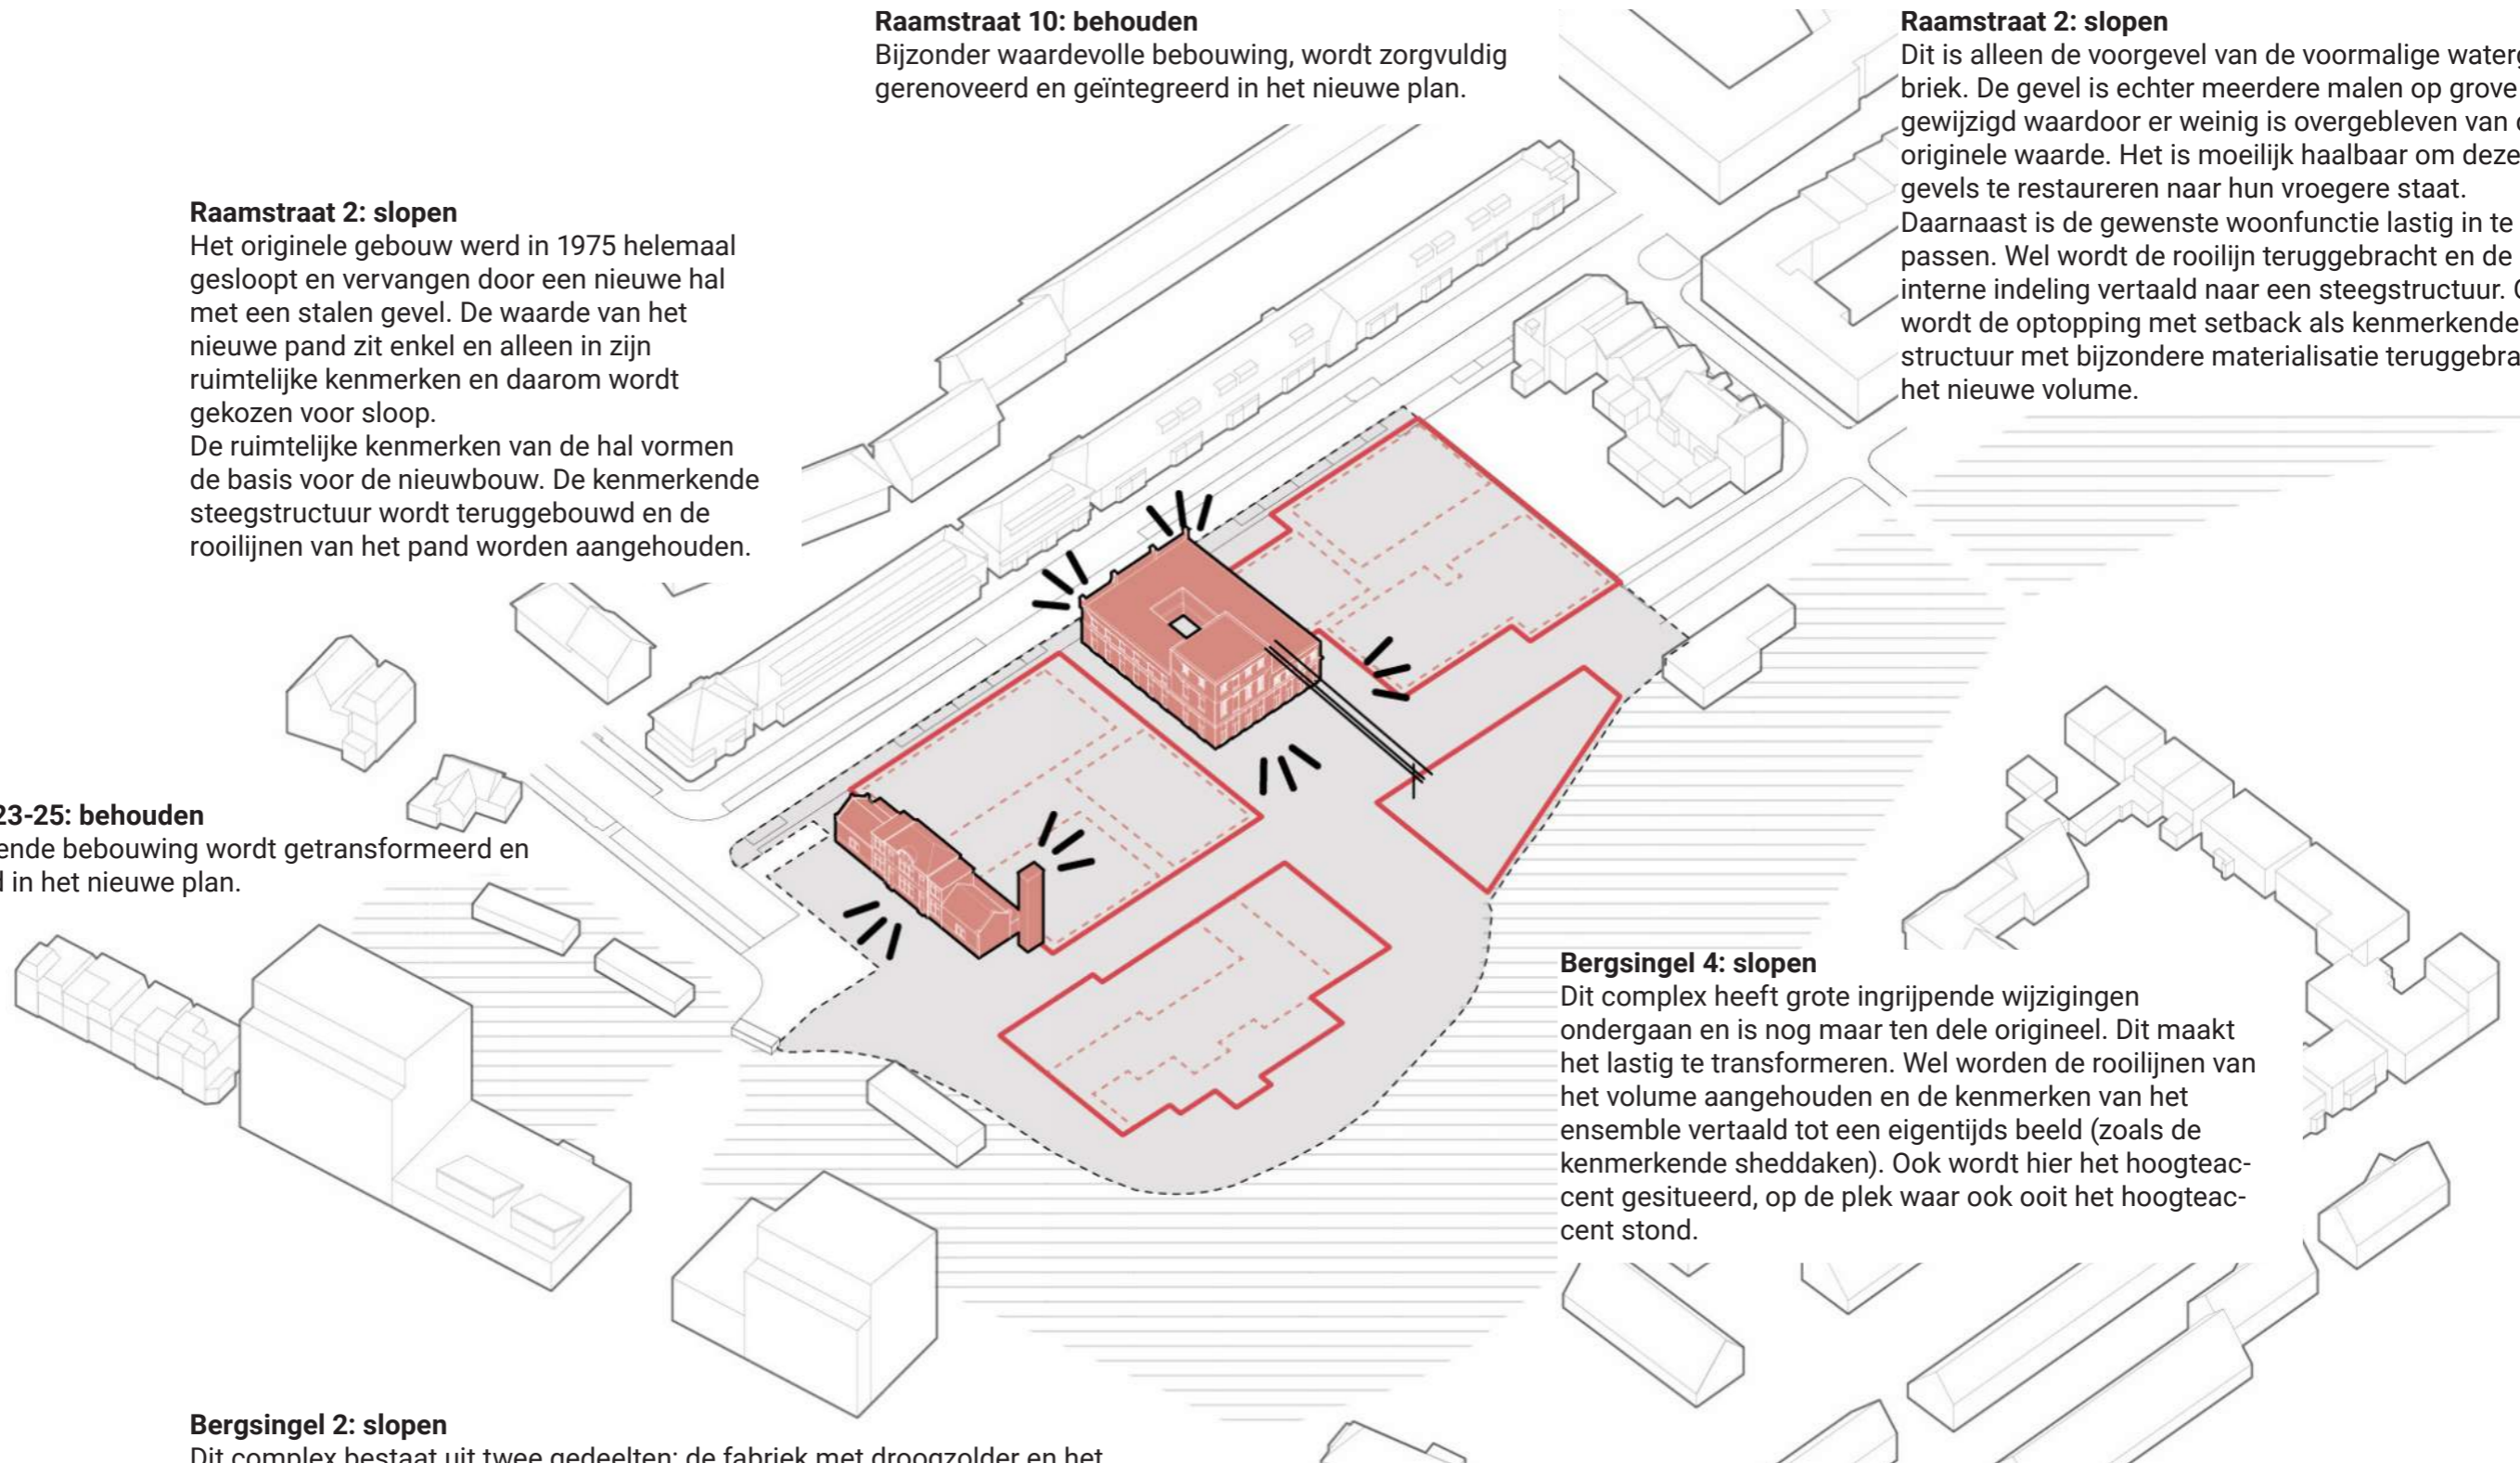 Raamstraat 10: behouden
Bijzonder waardevolle bebouwing, wordt zorgvuldig
gerenoveerd en geïntegreerd in het nieuwe plan.
Raamstraat 2: slopen
Dit is alleen de voorgevel van de voormalige
briek. De gevel is echter meerdere malen op grove
gewijzigd waardoor er weinig is overgebleven van
originele waarde. Het is moeilijk haalbaar om deze
gevels te restaureren naar hun vroegere staat.
Daarnaast is de gewenste woonfunctie lastig in te
passen. Wel wordt de rooilijn teruggebracht en de
interne indeling vertaald naar een steegstructuur.
wordt de optopping met setback als kenmerkende
structuur met bijzondere materialisatie
het nieuwe volume.
Raamstraat 2: slopen
Het originele gebouw werd in 1975 helemaal
gesloopt en vervangen door een nieuwe hal
met een stalen gevel. De waarde van het
nieuwe pand zit enkel en alleen in zijn
ruimtelijke kenmerken en daarom wordt
gekozen voor sloop.
De ruimtelijke kenmerken van de hal vormen
de basis voor de nieuwbouw. De kenmerkende
steegstructuur wordt teruggebouwd en de
rooilijnen van het pand worden aangehouden.
23-25: behouden
ende bebouwing wordt getransformeerd en
d in het nieuwe plan.
Bergsingel 4: slopen
Dit complex heeft grote ingrijpende wijzigingen
ondergaan en is nog maar ten dele origineel. Dit maakt
het lastig te transformeren. Wel worden de rooilijnen van
het volume aangehouden en de kenmerken van het
ensemble vertaald tot een eigentijds beeld (zoals de
kenmerkende sheddaken). Ook wordt hier het hoogteac-
cent gesitueerd, op de plek waar ook ooit het hoogteac-
cent stond.
Bergsingel 2: slopen
Dit complex bestaat uit twee gedeelten: de fabriek met droogzolder en het